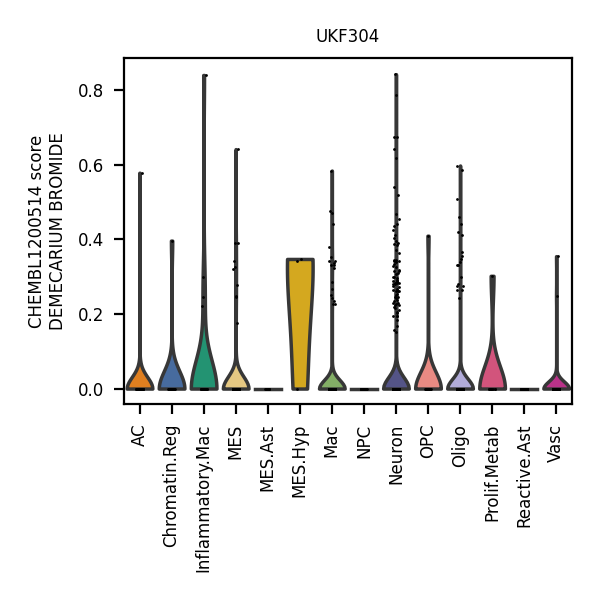 UKF304
CHEMBL1200514 score
DEMECARIUM BROMIDE
0.8
0.6
0.4
0.2
0.0
AC
Chromatin.Reg
Inflammatory.Mac
MES
MES.Ast
MES.Hyp
Mac
NPC
Neuron
OPC
Oligo
Prolif.Metab
Reactive.Ast
Vasc